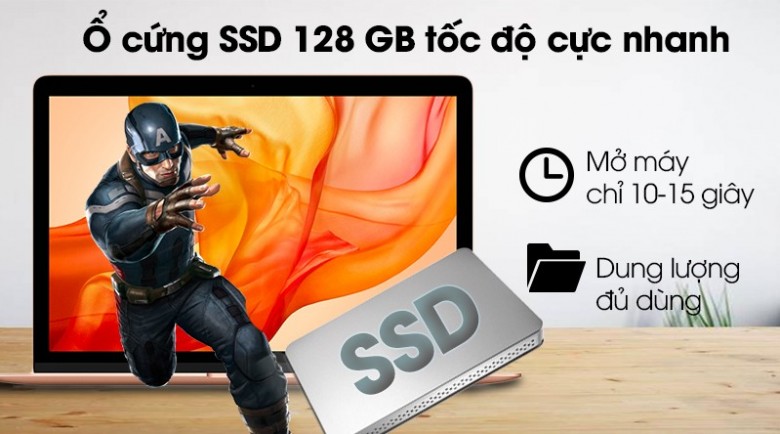 Ổ cứng SSD 128 GB tốc độ cực nhanh
A
Mở máy
chỉ 10-15 giây
Dung lượng
đủ dùng
SSD